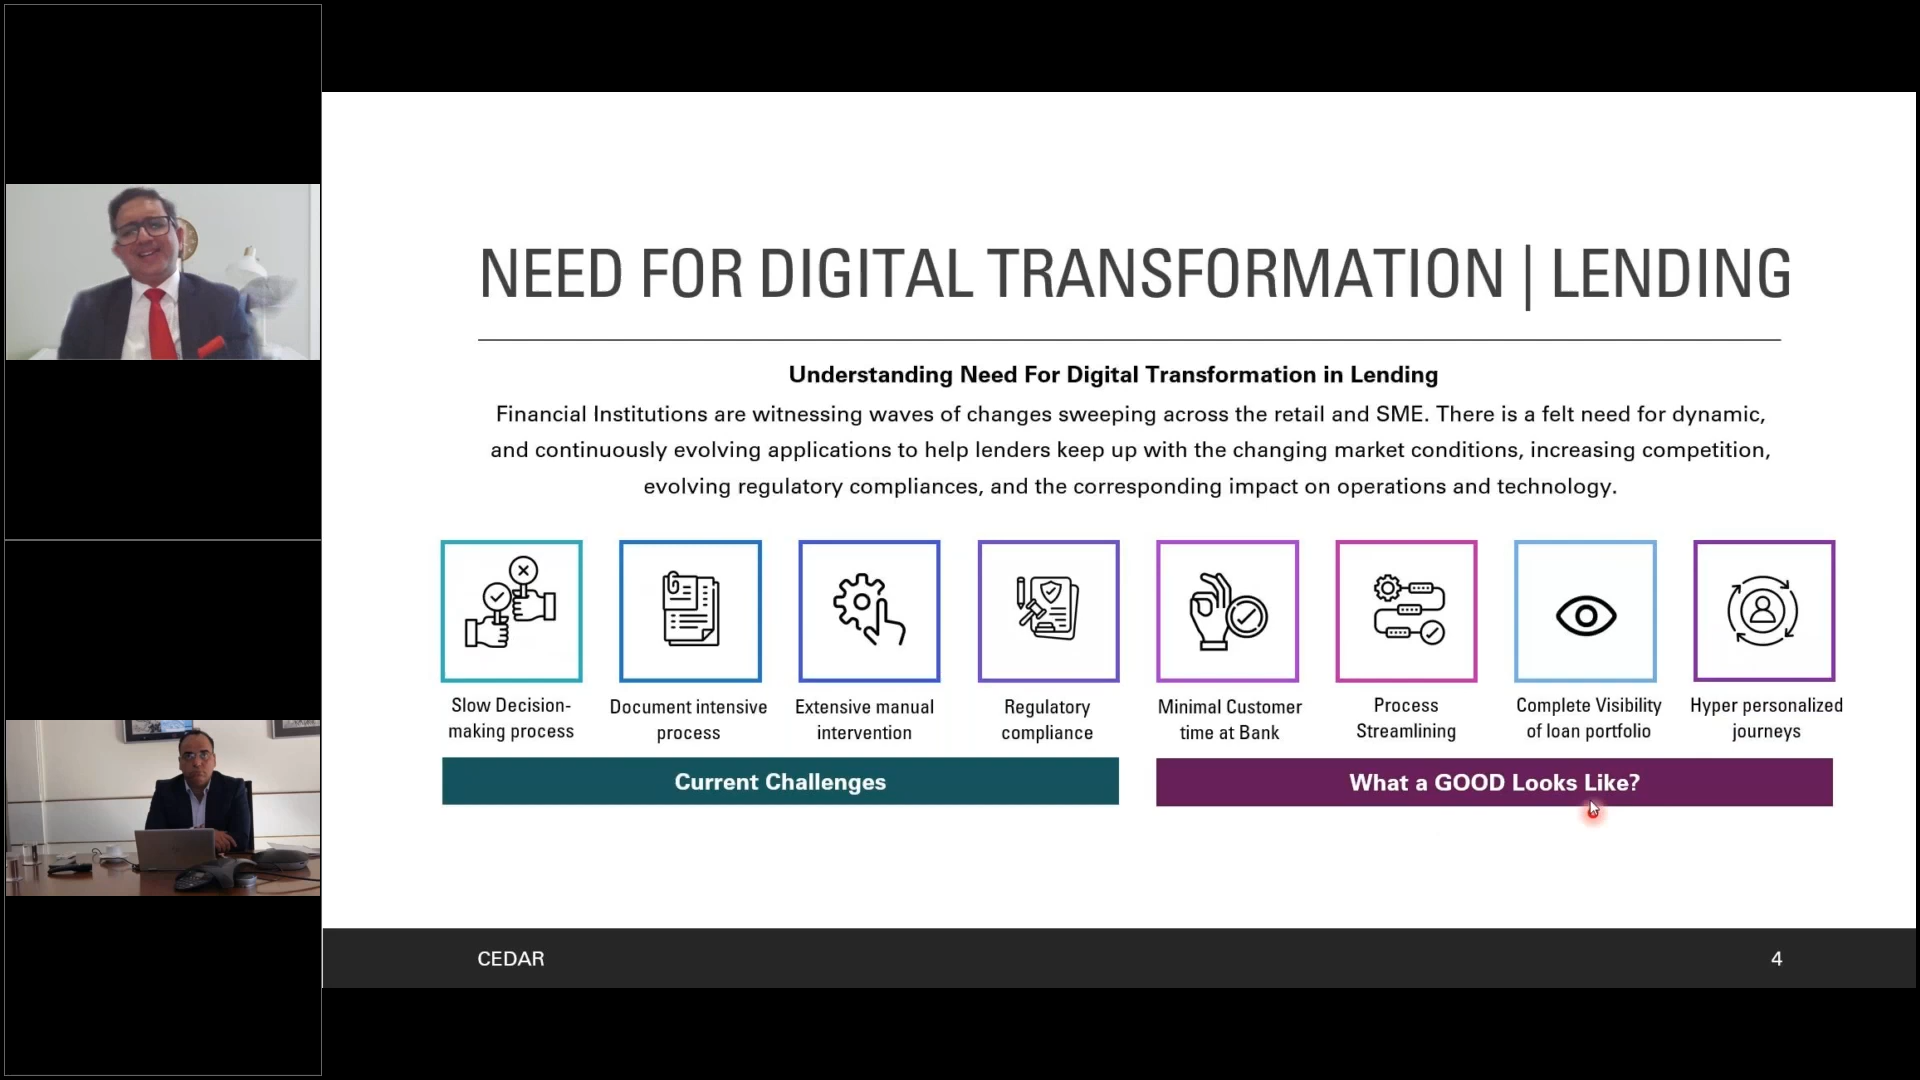 NEED FOR DIGITAL TRANSFORMATION | LENDING
Understanding Need For Digital Transformation in Lending
Financial Institutions are witnessing waves of changes sweeping across the retail and SME. There is a felt need for dynamic,
and continuously evolving applications to help lenders keep up with the changing market conditions, increasing competition,
evolving regulatory compliances, and the corresponding impact on operations and technology.
Slow Decision-
making process
Document intensive
process
Extensive manual
intervention
Regulatory
compliance
Minimal Customer
time at Bank
Process
Streamlining
Complete Visibility
of loan portfolio
Hyper personalized
journeys
Current Challenges
What a GOOD Looks Like?
CEDAR
4